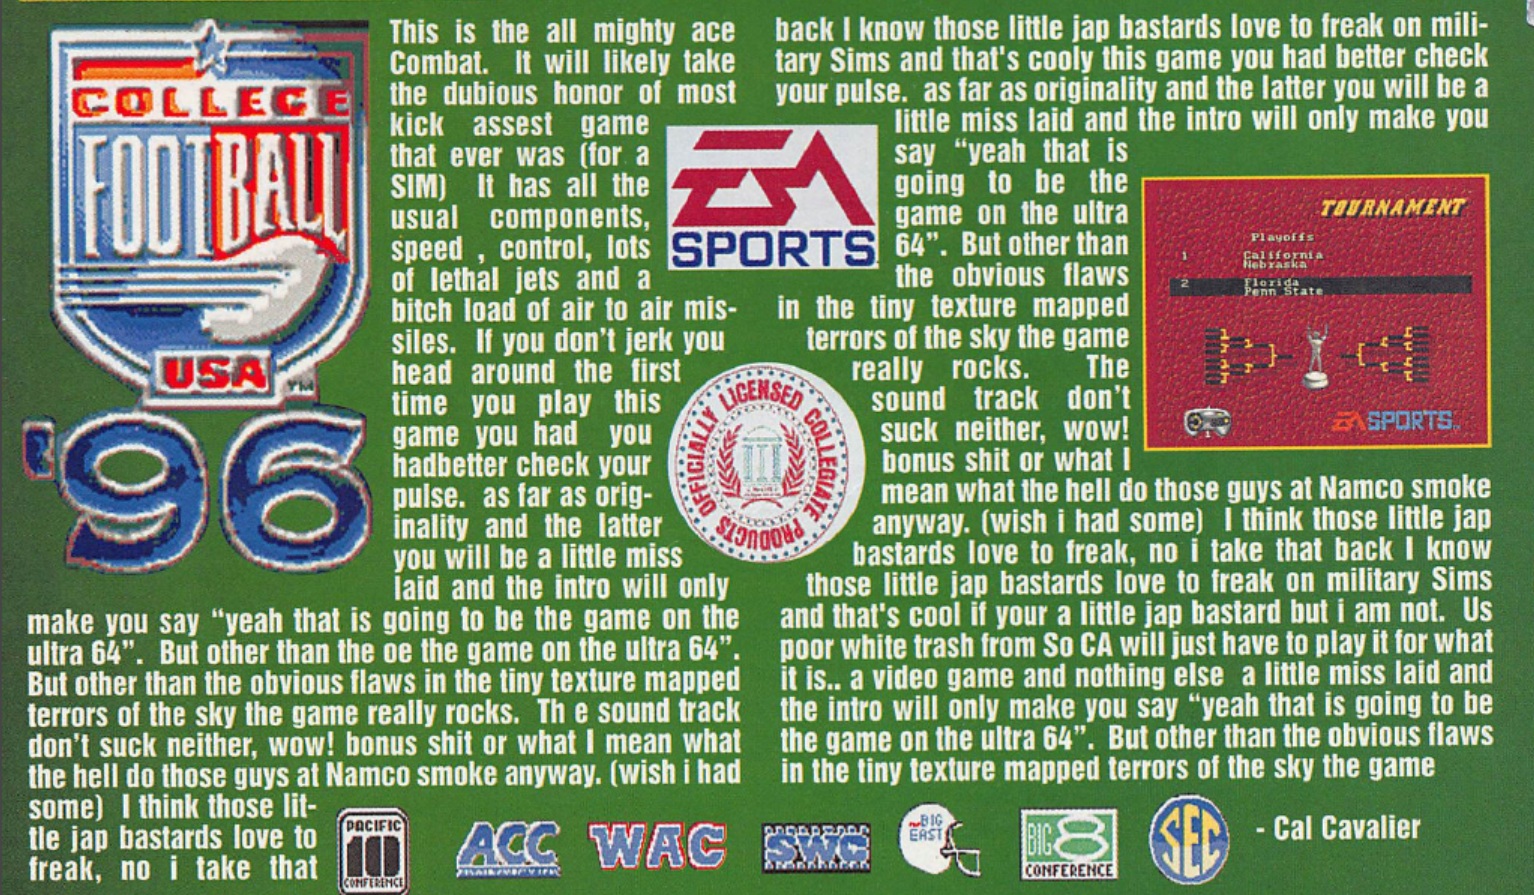 COLLEGE
FOOTBALL
USA
TM
'96
This is the all mighty ace
Combat. It will likely take
the dubious honor of most
kick assest game
that ever was (for a
SIM) It has all the
usual components,
speed , control, lots
of lethal jets and a
bitch load of air to air mis-
siles. If you don't jerk you
head around the first
time you play this
game you had you
hadbetter check your
pulse. as far as orig-
inality and the latter
you will be a little miss
laid and the intro will only
make you say “yeah that is going to be the game on the
ultra 64”. But other than the oe the game on the ultra 64”.
But other than the obvious flaws in the tiny texture mapped
terrors of the sky the game really rocks. Th e sound track
don't suck neither, wow! bonus shit or what I mean what
the hell do those guys at Namco smoke anyway. (wish i had
some) I think those lit-
tle jap bastards love to
freak, no i take that
back I know those little jap bastards love to freak on mili-
tary Sims and that's cooly this game you had better check
your pulse. as far as originality and the latter you will be a
little miss laid and the intro will only make you
say “yeah that is
going to be the
game on the ultra
64”. But other than
the obvious flaws
in the tiny texture mapped
terrors of the sky the game
really rocks. The
sound track don't
suck neither, wow!
bonus shit or what I
mean what the hell do those guys at Namco smoke
anyway. (wish i had some) I think those little jap
bastards love to freak, no i take that back I know
those little jap bastards love to freak on military Sims
and that's cool if your a little jap bastard but i am not. Us
poor white trash from So CA will just have to play it for what
it is.. a video game and nothing else a little miss laid and
the intro will only make you say “yeah that is going to be
the game on the ultra 64”. But other than the obvious flaws
in the tiny texture mapped terrors of the sky the game
- Cal Cavalier
EA
SPORTS
OFFICIALLY LICENSED COLLEGIATE PRODUCTS
TOURNAMENT
Playoffs
1 California
Nebraska
2 Florida
Penn State
1
EA SPORTS
PACIFIC
10
CONFERENCE
ACC
WAC
SWC
BIG
EAST
BIG 8
CONFERENCE
SEC